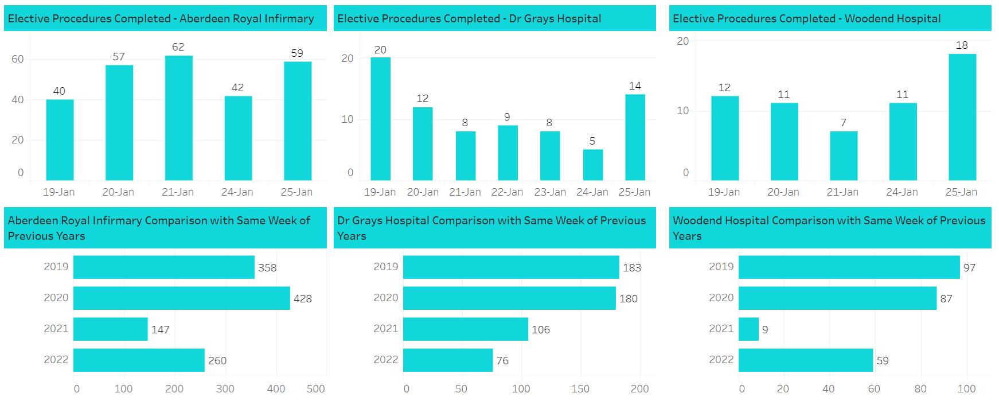 Elective Procedures Completed - Aberdeen Royal Infirmary
60
40
20
0
40
57
62
42
59
19-Jan
20-Jan
21-Jan
24-Jan
25-Jan
Elective Procedures Completed - Dr Grays Hospital
20
10
0
20
12
8
9
8
5
14
19-Jan
20-Jan
21-Jan
22-Jan
23-Jan
24-Jan
25-Jan
Elective Procedures Completed - Woodend Hospital
20
10
0
12
11
7
11
18
19-Jan
20-Jan
21-Jan
24-Jan
25-Jan
Aberdeen Royal Infirmary Comparison with Same Week of
Previous Years
2019 358
2020 428
2021 147
2022 260
0 100 200 300 400 500
Dr Grays Hospital Comparison with Same Week of Previous
Years
2019 183
2020 180
2021 106
2022 76
0 50 100 150 200
Woodend Hospital Comparison with Same Week of Previous
Years
2019 97
2020 87
2021 9
2022 59
0 20 40 60 80 100